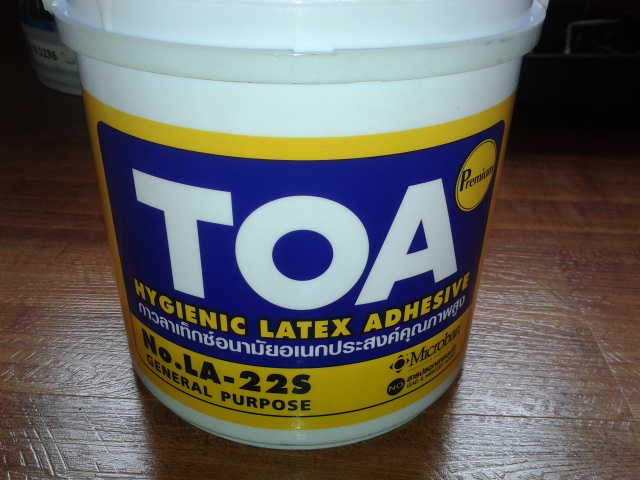 Premium
TOA
HYGIENIC LATEX ADHESIVE
กาวลาเท็กซ์อนามัยอเนกประสงค์คุณภาพสูง
No.LA-22S
GENERAL PURPOSE
Microban
NO
LEAD &